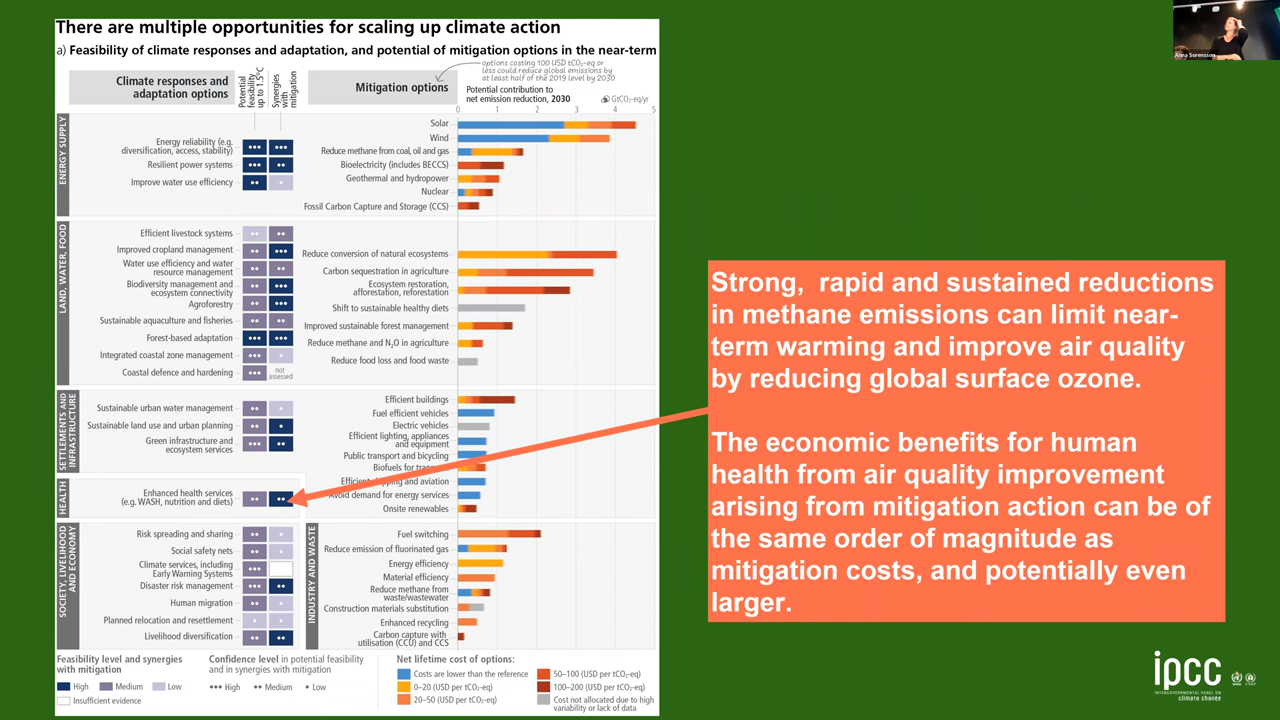 There are multiple opportunities for scaling up climate action
a) Feasibility of climate responses and adaptation, and potential of mitigation options in the near-term
options costing 100 USD tCO₂-eq or
less could reduce global emissions by
at least half of the 2019 level by 2030
Climate responses and
adaptation options
Potential
feasibility
up to 1.5°C
Synergies
with
mitigation
Mitigation options
Potential contribution to
net emission reduction, 2030
GtCO₂-eq/yr
0 1 2 3 4 5
ENERGY SUPPLY
Energy reliability (e.g.
diversification, access, stability)
Resilient power systems
Improve water use efficiency
Solar
Wind
Reduce methane from coal, oil and gas
Bioelectricity (includes BECCS)
Geothermal and hydropower
Nuclear
Fossil Carbon Capture and Storage (CCS)
LAND, WATER, FOOD
Efficient livestock systems
Improved cropland management
Water use efficiency and water
resource management
Biodiversity management and
ecosystem connectivity
Agroforestry
Sustainable aquaculture and fisheries
Forest-based adaptation
Integrated coastal zone management
Coastal defence and hardening
not
assessed
Reduce conversion of natural ecosystems
Carbon sequestration in agriculture
Ecosystem restoration,
afforestation, reforestation
Shift to sustainable healthy diets
Improved sustainable forest management
Reduce methane and N₂O in agriculture
Reduce food loss and food waste
SETTLEMENTS AND
INFRASTRUCTURE
Sustainable urban water management
Sustainable land use and urban planning
Green infrastructure and
ecosystem services
Efficient buildings
Fuel efficient vehicles
Electric vehicles
Efficient lighting, appliances
and equipment
Public transport and bicycling
Biofuels for
Efficient and aviation
Avoid demand for energy services
Onsite renewables
HEALTH
Enhanced health services
(e.g. WASH, nutrition and diets)
SOCIETY, LIVELIHOOD
AND ECONOMY
Risk spreading and sharing
Social safety nets
Climate services, including
Early Warning Systems
Disaster risk management
Human migration
Planned relocation and resettlement
Livelihood diversification
INDUSTRY AND WASTE
Fuel switching
Reduce emission of fluorinated gas
Energy efficiency
Material efficiency
Reduce methane from
waste/wastewater
Construction materials substitution
Enhanced recycling
Carbon capture with
utilisation (CCU) and CCS
Feasibility level and synergies
with mitigation
High Medium Low
Insufficient evidence
Confidence level in potential feasibility
and in synergies with mitigation
••• High •• Medium • Low
Net lifetime cost of options:
Costs are lower than the reference
0–20 (USD per tCO₂-eq)
20–50 (USD per tCO₂-eq)
50–100 (USD per tCO₂-eq)
100–200 (USD per tCO₂-eq)
Cost not allocated due to high
variability or lack of data
Strong, rapid and sustained reductions
in methane emissions can limit near-
term warming and improve air quality
by reducing global surface ozone.
The economic benefits for human
health from air quality improvement
arising from mitigation action can be of
the same order of magnitude as
mitigation costs, and potentially even
larger.
Anna Sorensson
ipcc
INTERGOVERNMENTAL PANEL ON
climate change